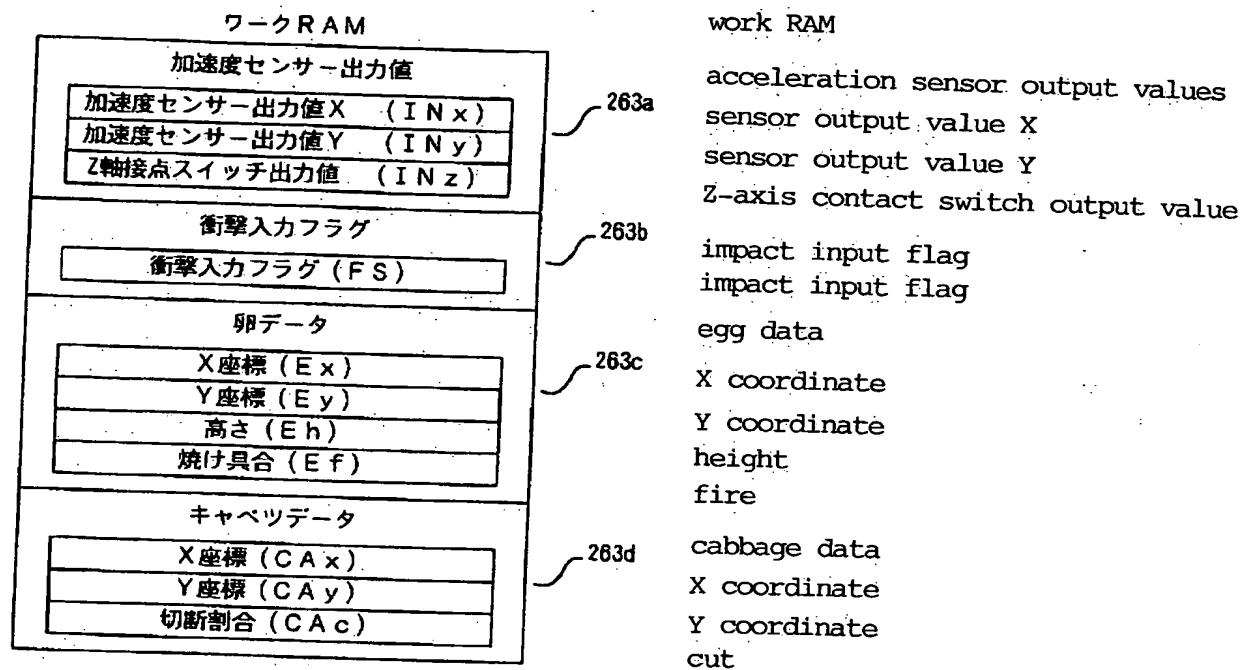 ワークRAM
加速度センサー出力値
加速度センサー出力値X (INx)
加速度センサー出力値Y (INy)
Z軸接点スイッチ出力値 (INz)
263a
衝撃入力フラグ
衝撃入力フラグ(FS)
263b
卵データ
X座標(Ex)
Y座標(Ey)
高さ(Eh)
焼け具合(Ef)
263c
キャベツデータ
X座標(CAx)
Y座標(CAy)
切断割合(CAc)
263d
work RAM
acceleration sensor output values
sensor output value X
sensor output value Y
Z-axis contact switch output value
impact input flag
impact input flag
egg data
X coordinate
Y coordinate
height
fire
cabbage data
X coordinate
Y coordinate
cut